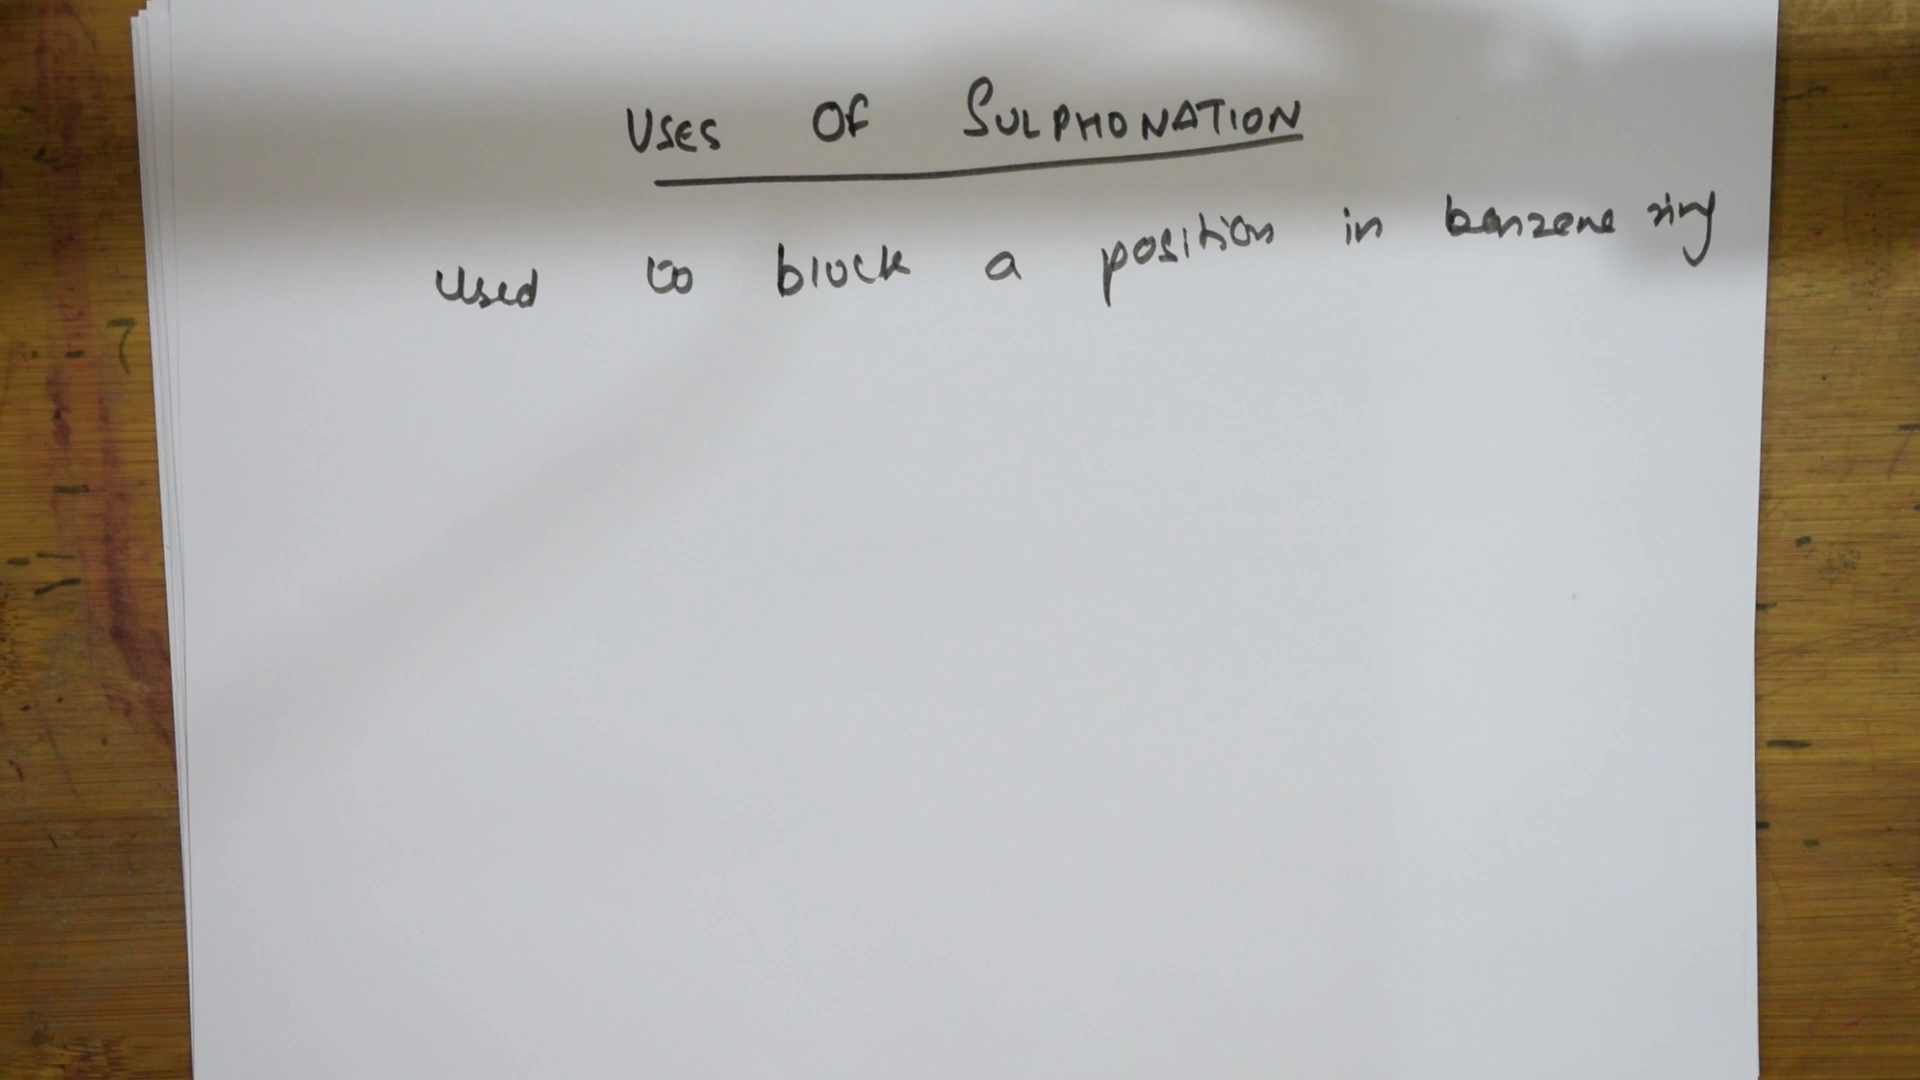 USES OF SULPHONATION
Used to block a position in benzene ring